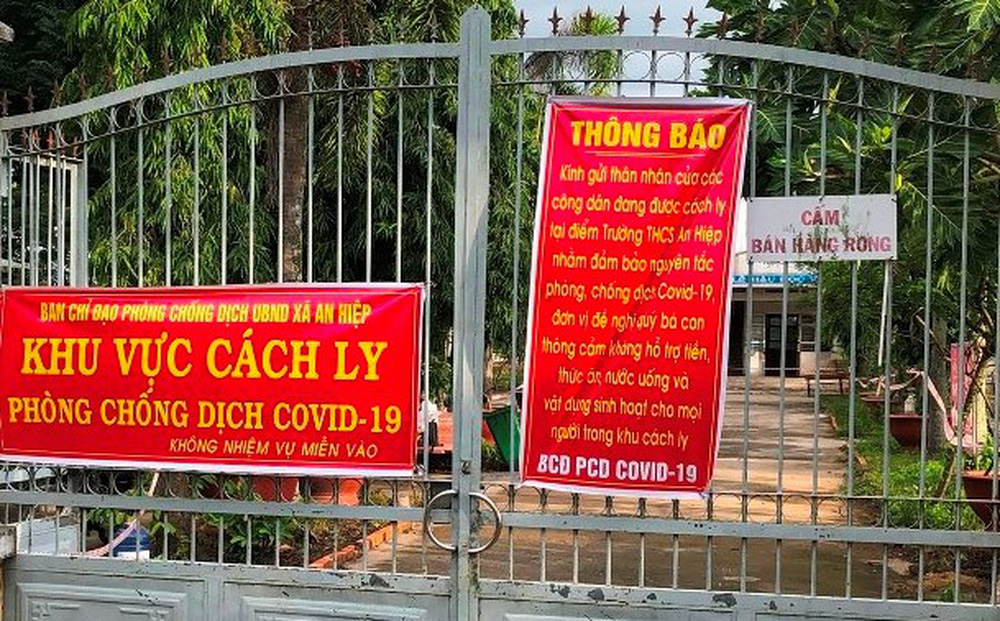 BAN CHỈ ĐẠO PHÒNG CHỐNG DỊCH UBND XÃ AN HIỆP
KHU VỰC CÁCH LY
PHÒNG CHỐNG DỊCH COVID-19
KHÔNG NHIỆM VỤ MIỄN VÀO
THÔNG BÁO
Kính gửi thân nhân của các
công dân đang được cách ly
tại điểm Trường THCS An Hiệp
nhằm đảm bảo nguyên tắc
phòng, chống dịch Covid-19,
đơn vị đề nghị quý bà con
thông cảm không hỗ trợ tiền,
thức ăn, nước uống và
vật dụng sinh hoạt cho mọi
người trong khu cách ly
BCĐ PCD COVID-19
CẤM
BÁN HÀNG RONG